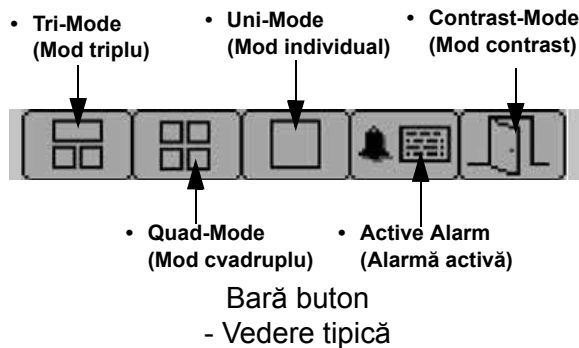 • Tri-Mode
(Mod triplu)
• Uni-Mode
(Mod individual)
• Contrast-Mode
(Mod contrast)
• Quad-Mode
(Mod cvadruplu)
• Active Alarm
(Alarmă activă)
Bară buton
- Vedere tipică